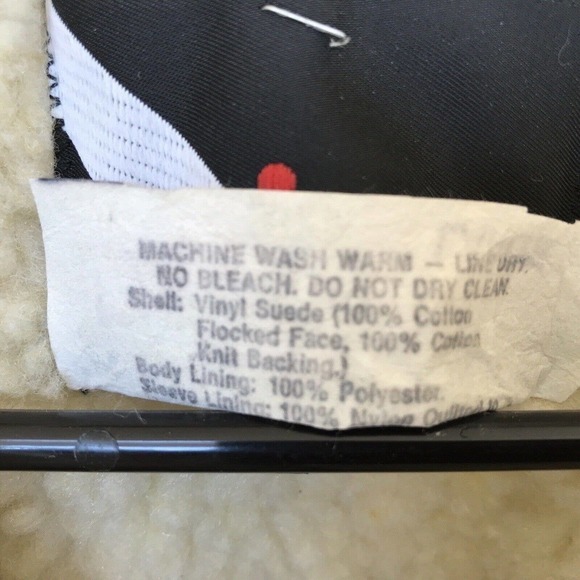 MACHINE WASH WARM – LINE DRY.
NO BLEACH. DO NOT DRY CLEAN.
Shell: Vinyl Suede (100% Cotton
Flocked Face, 100% Cotton
Knit Backing.)
Body Lining: 100% Polyester.
Sleeve Lining: 100% Nylon Quilted